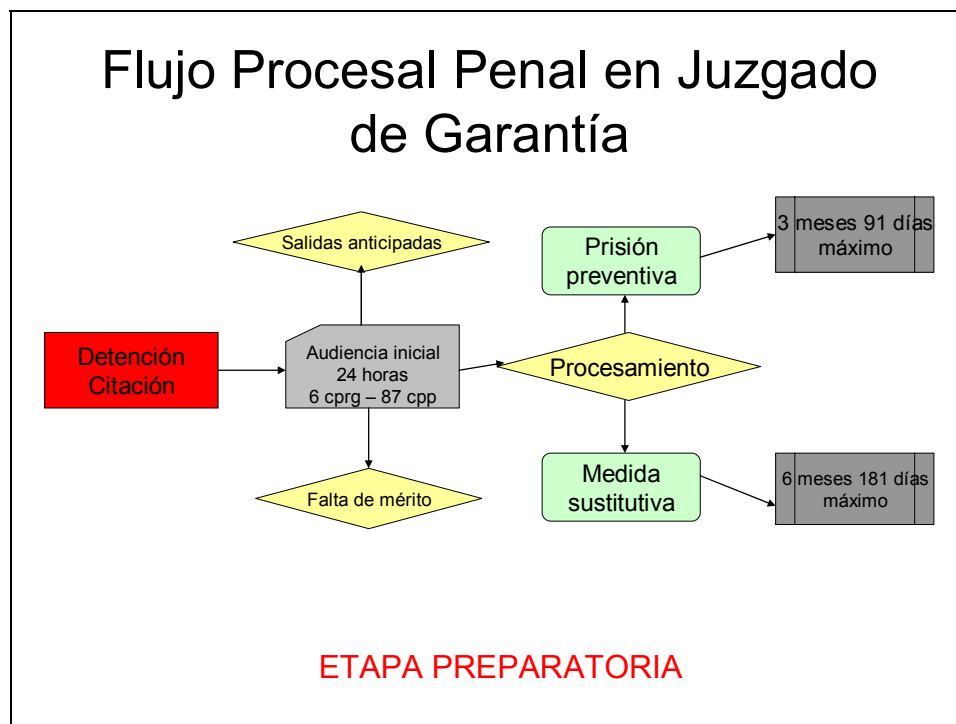 Flujo Procesal Penal en Juzgado
de Garantía
Salidas anticipadas
Detención
Citación
Audiencia inicial
24 horas
6 cprg – 87 cpp
Falta de mérito
Procesamiento
Prisión
preventiva
3 meses 91 días
máximo
Medida
sustitutiva
6 meses 181 días
máximo
ETAPA PREPARATORIA